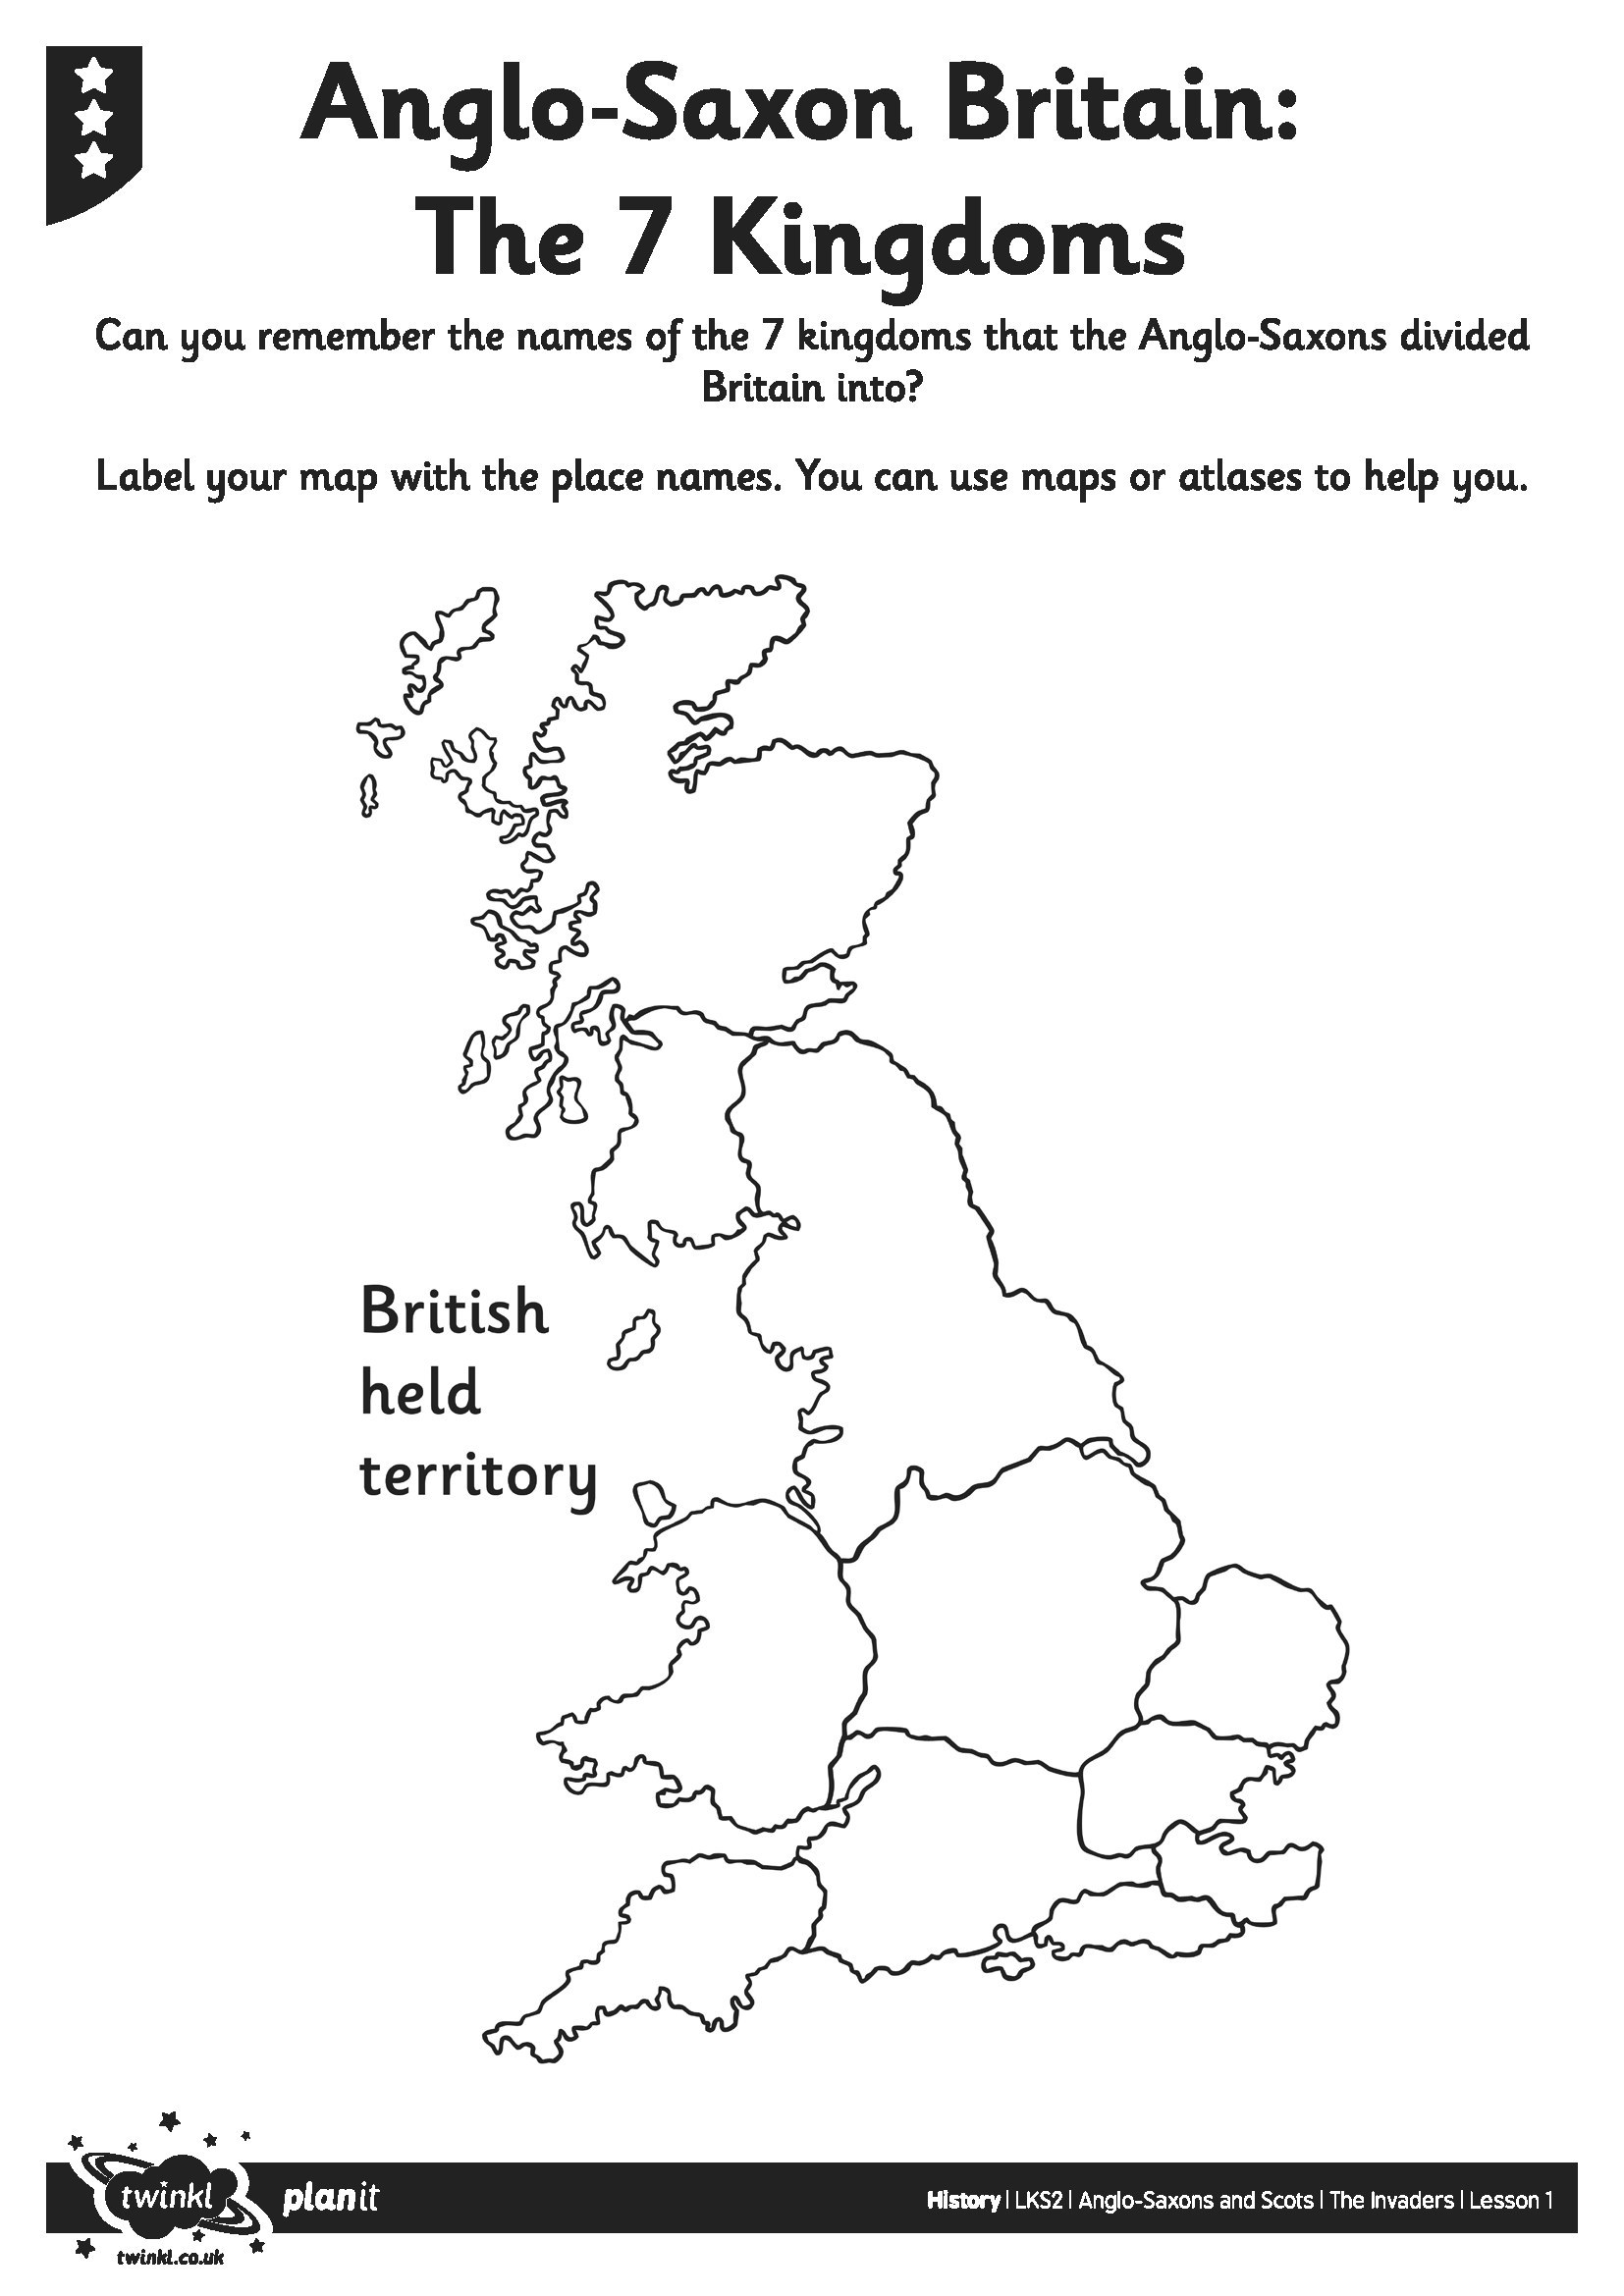 Anglo-Saxon Britain:
The 7 Kingdoms
Can you remember the names of the 7 kingdoms that the Anglo-Saxons divided
Britain into?
Label your map with the place names. You can use maps or atlases to help you.
British
held
territory
twinkl
planit
History | LKS2 | Anglo-Saxons and Scots | The Invaders | Lesson 1
twinkl.co.uk